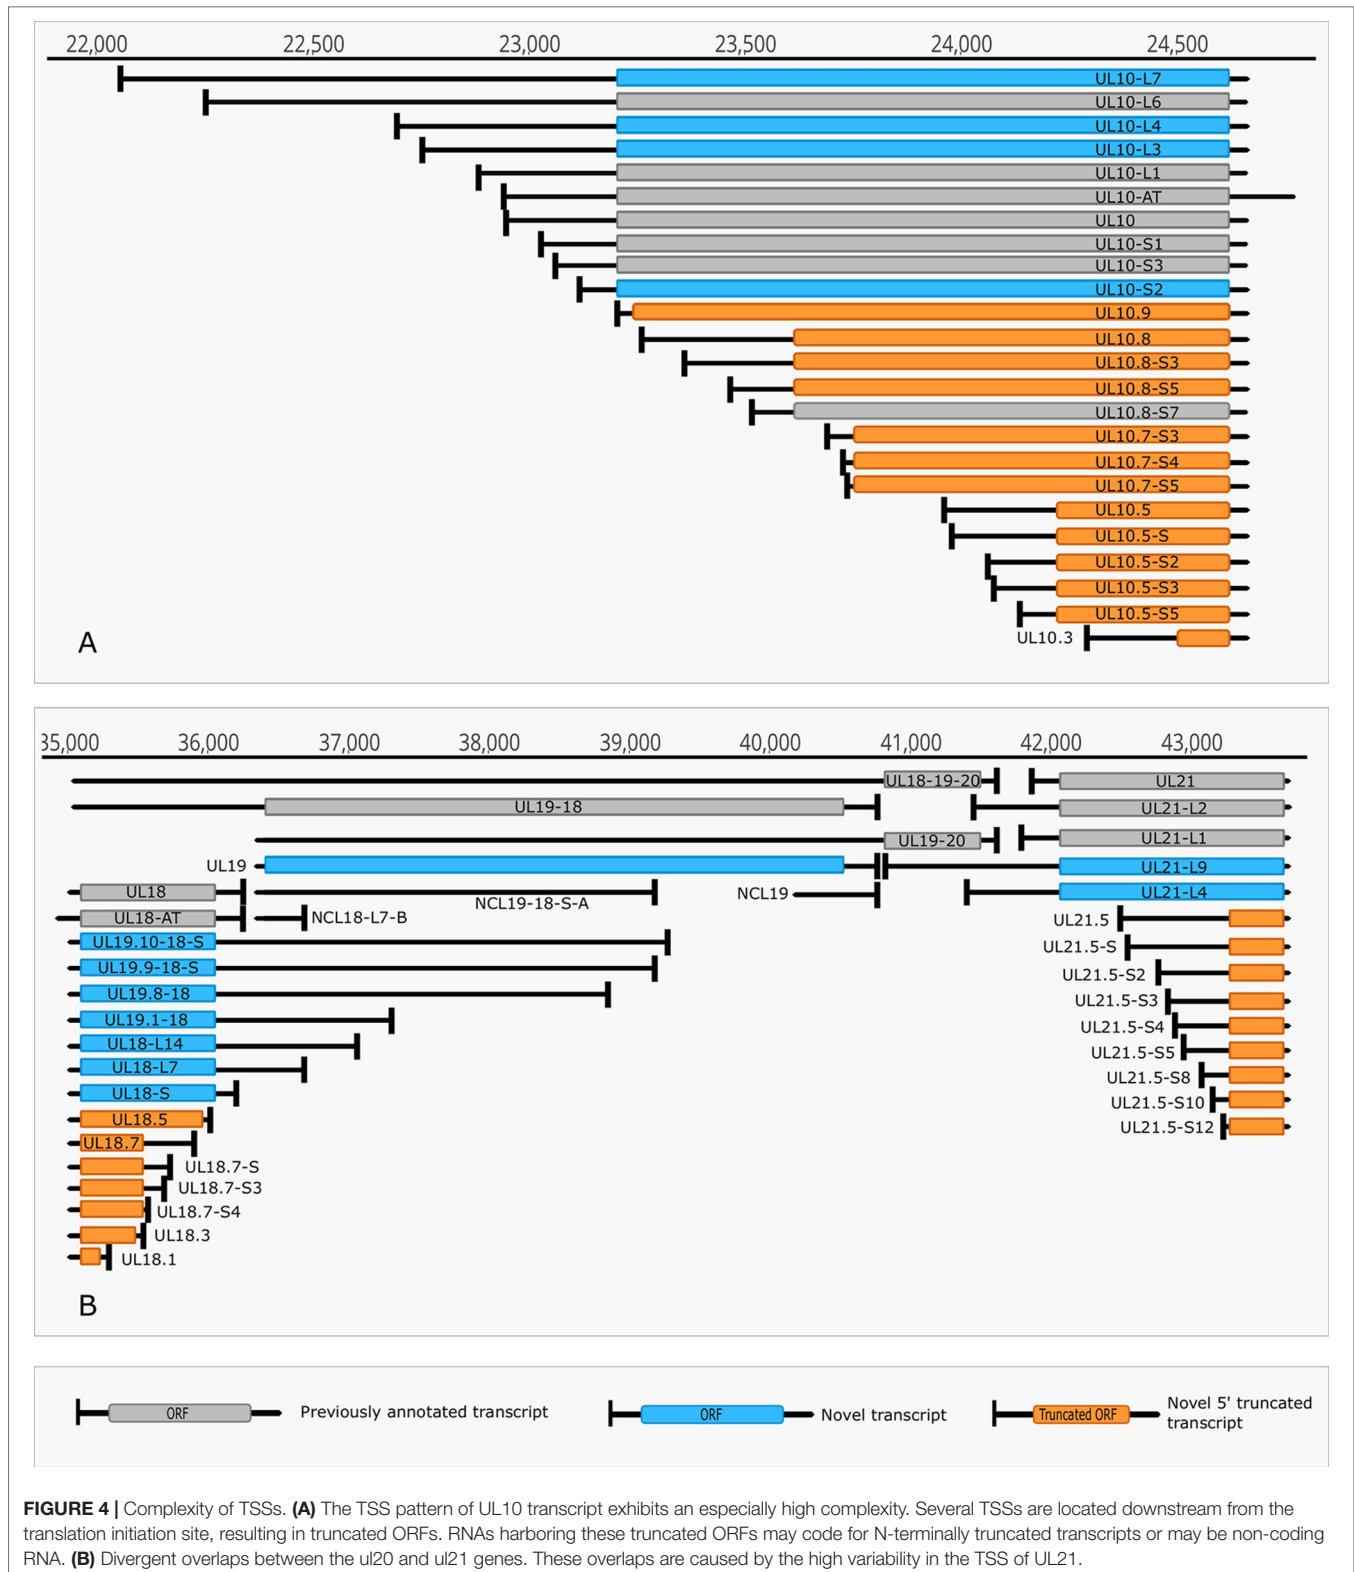 22,000 22,500 23,000 23,500 24,000 24,500
UL10-L7
UL10-L6
UL10-L4
UL10-L3
UL10-L1
UL10-AT
UL10
UL10-S1
UL10-S3
UL10-S2
UL10.9
UL10.8
UL10.8-S3
UL10.8-S5
UL10.8-S7
UL10.7-S3
UL10.7-S4
UL10.7-S5
UL10.5
UL10.5-S
UL10.5-S2
UL10.5-S3
UL10.5-S5
UL10.3
A
35,000 36,000 37,000 38,000 39,000 40,000 41,000 42,000 43,000
UL18-19-20 UL21
UL19-18 UL21-L2
UL19-20 UL21-L1
UL19 UL21-L9
UL18 NCL19-18-S-A NCL19 UL21-L4
UL18-AT NCL18-L7-B UL21.5
UL19.10-18-S UL21.5-S
UL19.9-18-S UL21.5-S2
UL19.8-18 UL21.5-S3
UL19.1-18 UL21.5-S4
UL18-L14 UL21.5-S5
UL18-L7 UL21.5-S8
UL18-S UL21.5-S10
UL18.5 UL21.5-S12
UL18.7
UL18.7-S
UL18.7-S3
UL18.7-S4
UL18.3
UL18.1
B
ORF Previously annotated transcript ORF Novel transcript Truncated ORF Novel 5' truncated
transcript
FIGURE 4 | Complexity of TSSs. (A) The TSS pattern of UL10 transcript exhibits an especially high complexity. Several TSSs are located downstream from the
translation initiation site, resulting in truncated ORFs. RNAs harboring these truncated ORFs may code for N-terminally truncated transcripts or may be non-coding
RNA. (B) Divergent overlaps between the ul20 and ul21 genes. These overlaps are caused by the high variability in the TSS of UL21.